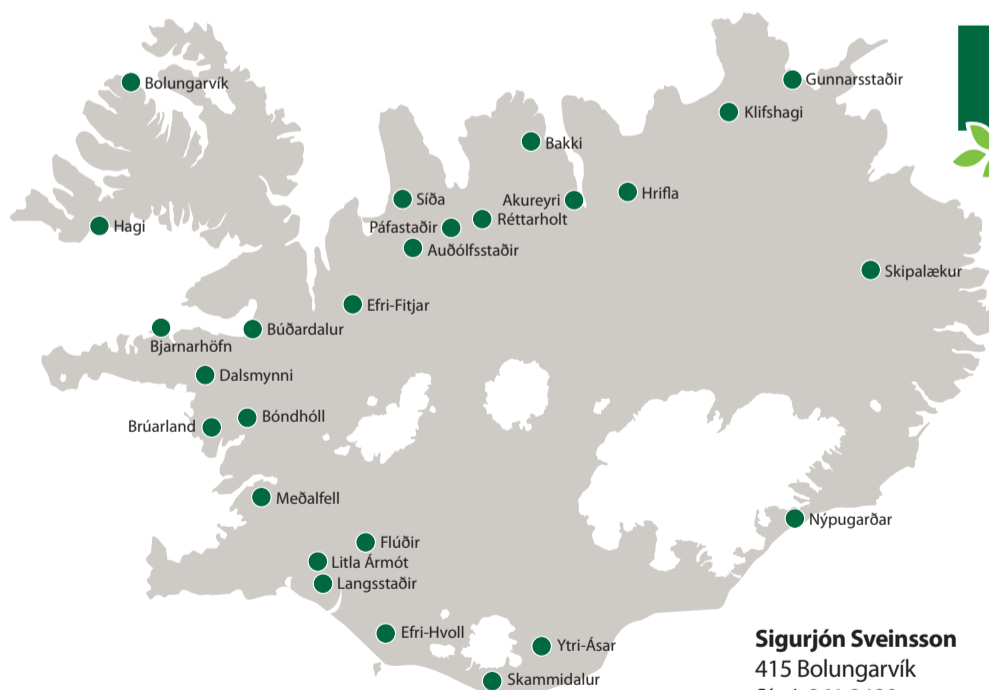 Bolungarvík
Gunnarsstaðir
Klifshagi
Bakki
Síða
Akureyri
Hrifla
Réttarholt
Páfastaðir
Hagi
Auðólfsstaðir
Skipalækur
Efri-Fitjar
Búðardalur
Bjarnarhöfn
Dalsmynni
Bóndhóll
Brúarland
Meðalfell
Nýpugarðar
Flúðir
Litla Ármót
Langsstaðir
Efri-Hvoll
Ytri-Ásar
Skammidalur
Sigurjón Sveinsson
415 Bolungarvík